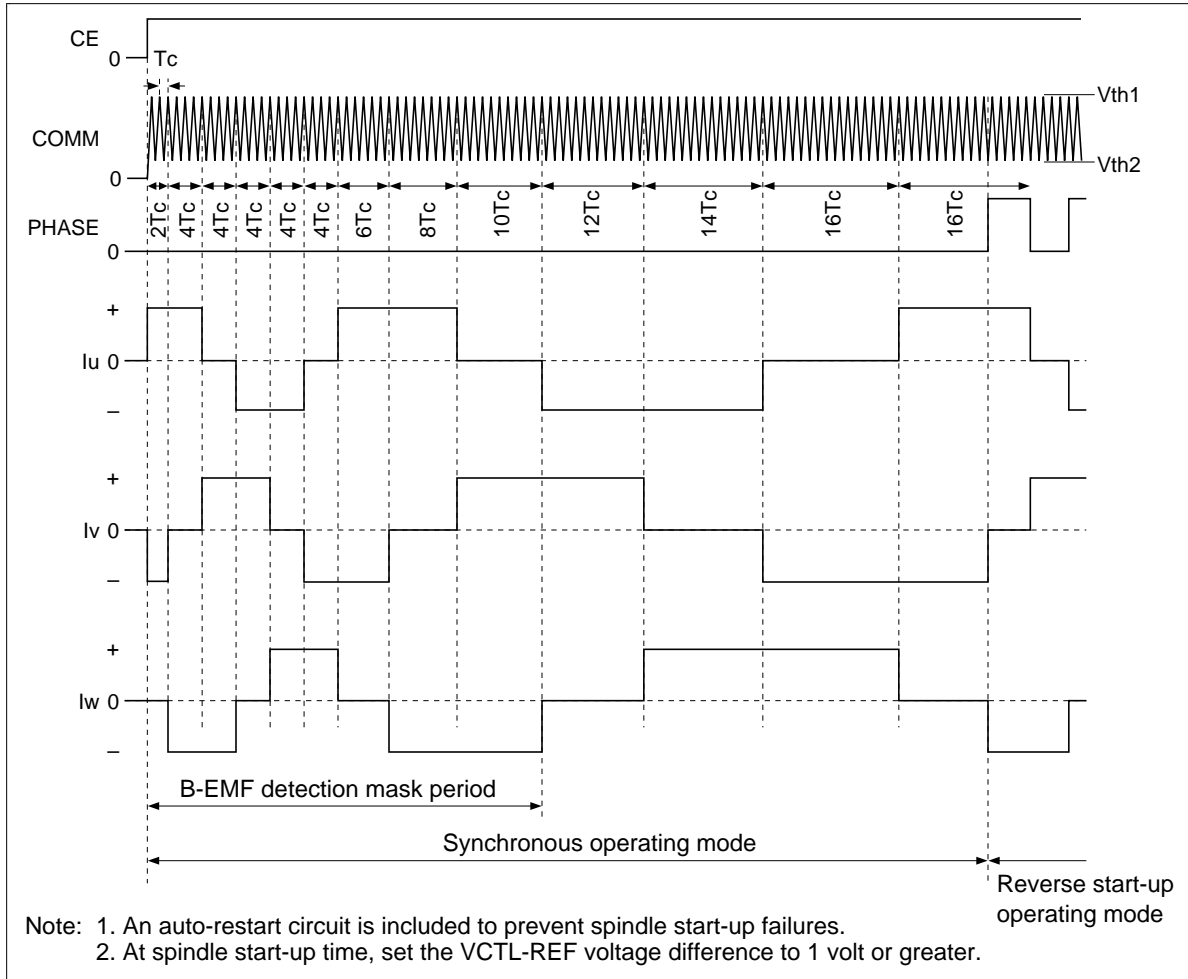 CE
0
Tc
COMM
0
Vth1
Vth2
PHASE
0
2Tc
4Tc
4Tc
4Tc
4Tc
4Tc
6Tc
8Tc
10Tc
12Tc
14Tc
16Tc
16Tc
+
Iu 0
–
+
Iv 0
–
+
Iw 0
–
B-EMF detection mask period
Synchronous operating mode
Reverse start-up
operating mode
Note: 1. An auto-restart circuit is included to prevent spindle start-up failures.
2. At spindle start-up time, set the VCTL-REF voltage difference to 1 volt or greater.